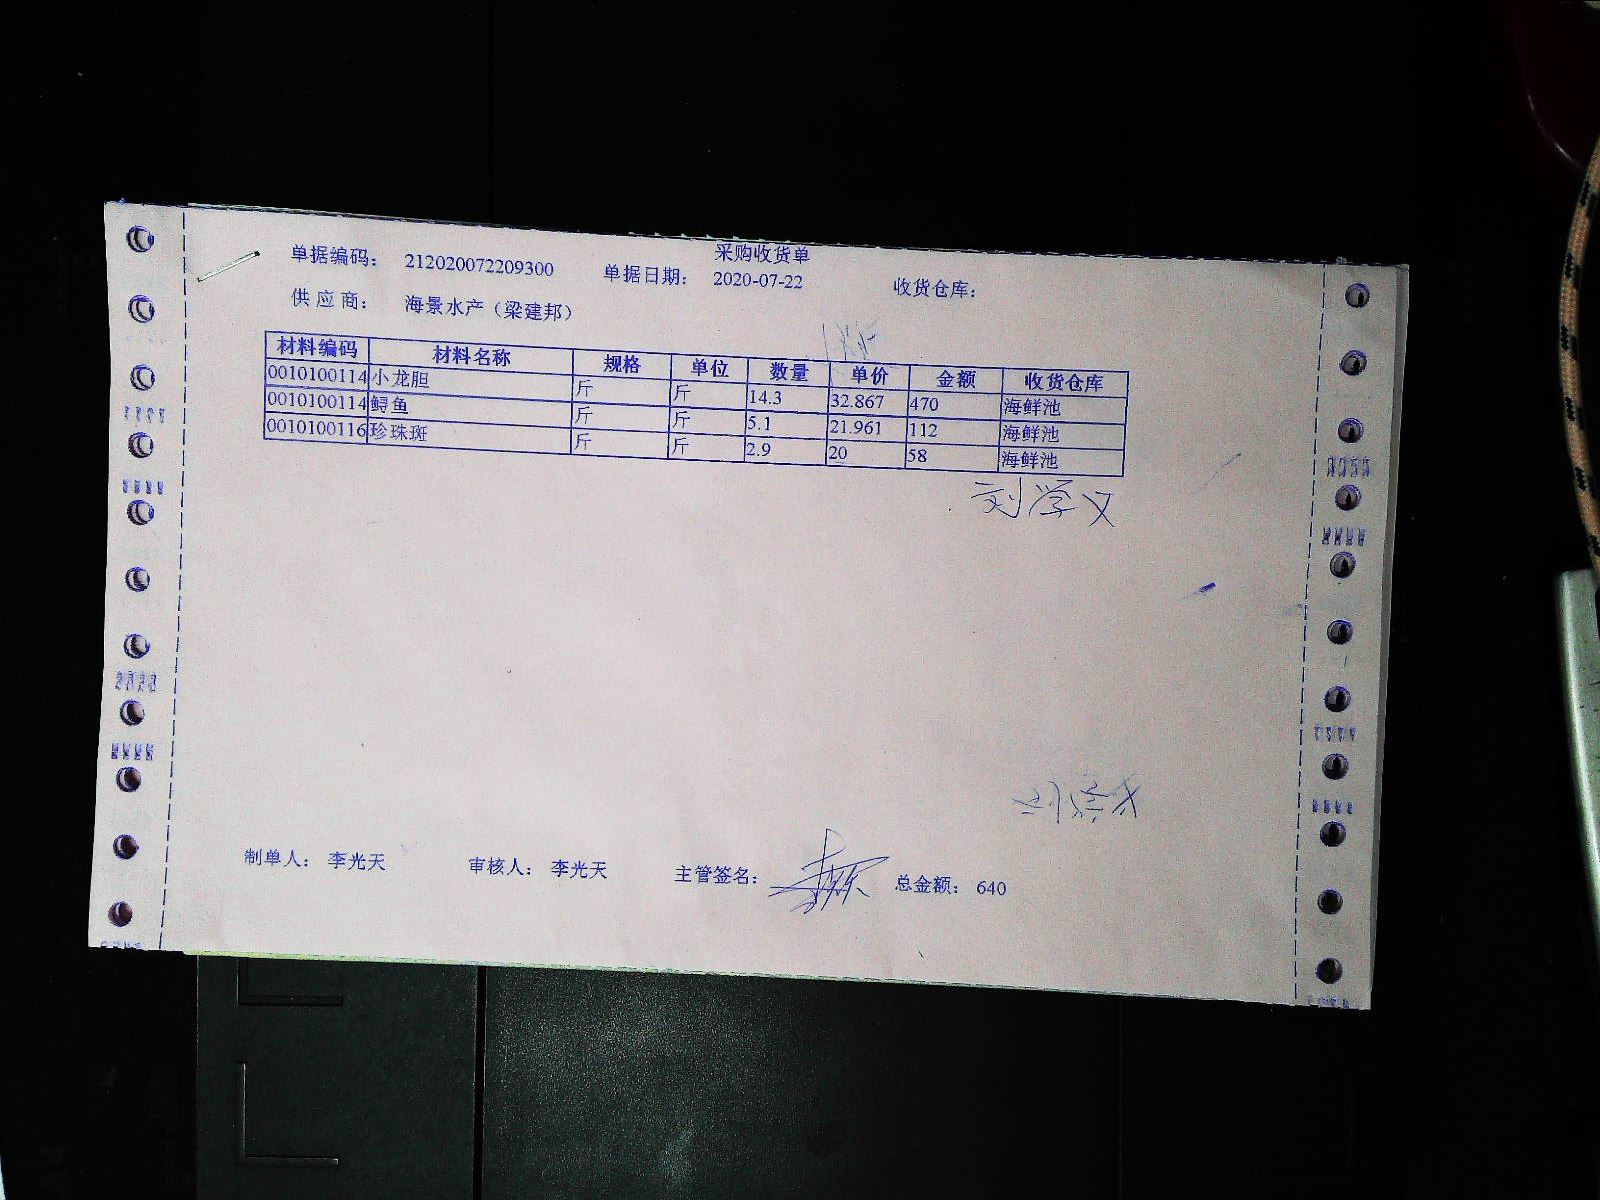 采购收货单
单据编码： 212020072209300 单据日期： 2020-07-22 收货仓库：
供应商： 海景水产（梁建邦）
材料编码 材料名称 规格 单位 数量 单价 金额 收货仓库
0010100114 小龙胆 斤 斤 14.3 32.867 470 海鲜池
0010100114 鲟鱼 斤 斤 5.1 21.961 112 海鲜池
0010100116 珍珠斑 斤 斤 2.9 20 58 海鲜池
刘学义
制单人： 李光天 审核人： 李光天 主管签名： 总金额： 640